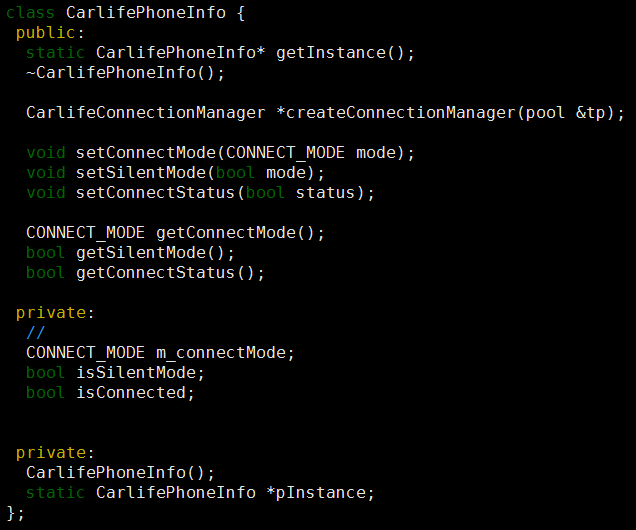 class CarlifePhoneInfo {
 public:
  static CarlifePhoneInfo* getInstance();
  ~CarlifePhoneInfo();

  CarlifeConnectionManager *createConnectionManager(pool &tp);

  void setConnectMode(CONNECT_MODE mode);
  void setSilentMode(bool mode);
  void setConnectStatus(bool status);

  CONNECT_MODE getConnectMode();
  bool getSilentMode();
  bool getConnectStatus();

 private:
  //
  CONNECT_MODE m_connectMode;
  bool isSilentMode;
  bool isConnected;


 private:
  CarlifePhoneInfo();
  static CarlifePhoneInfo *pInstance;
};